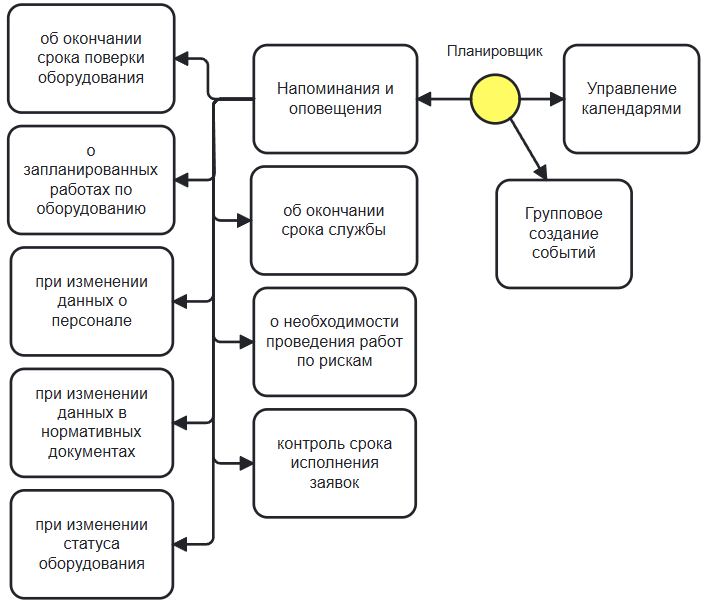 Планировщик
Напоминания и
оповещения
Управление
календарями
Групповое
создание
событий
об окончании
срока поверки
оборудования
о
запланированных
работах по
оборудованию
при изменении
данных о
персонале
при изменении
данных в
нормативных
документах
при изменении
статуса
оборудования
об окончании
срока службы
о необходимости
проведения работ
по рискам
контроль срока
исполнения
заявок